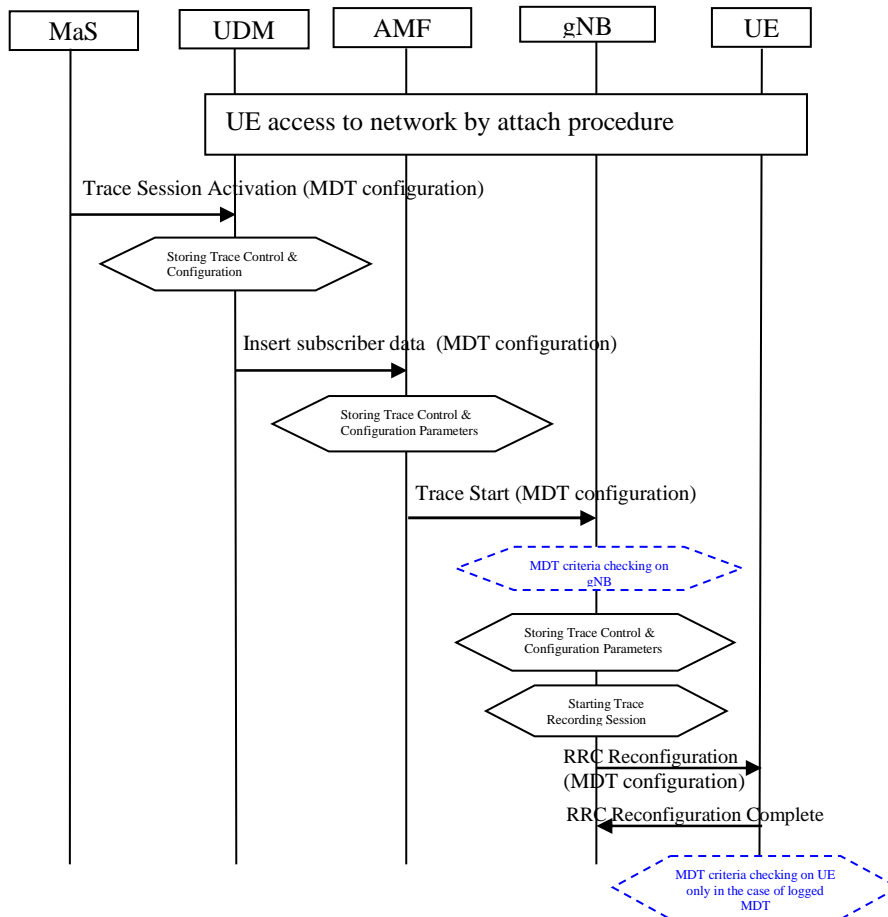 MaS
UDM
AMF
gNB
UE
UE access to network by attach procedure
Trace Session Activation (MDT configuration)
Storing Trace Control &
Configuration
Insert subscriber data (MDT configuration)
Storing Trace Control &
Configuration Parameters
Trace Start (MDT configuration)
MDT criteria checking on
gNB
Storing Trace Control &
Configuration Parameters
Starting Trace
Recording Session
RRC Reconfiguration
(MDT configuration)
RRC Reconfiguration Complete
MDT criteria checking on UE
only in the case of logged
MDT